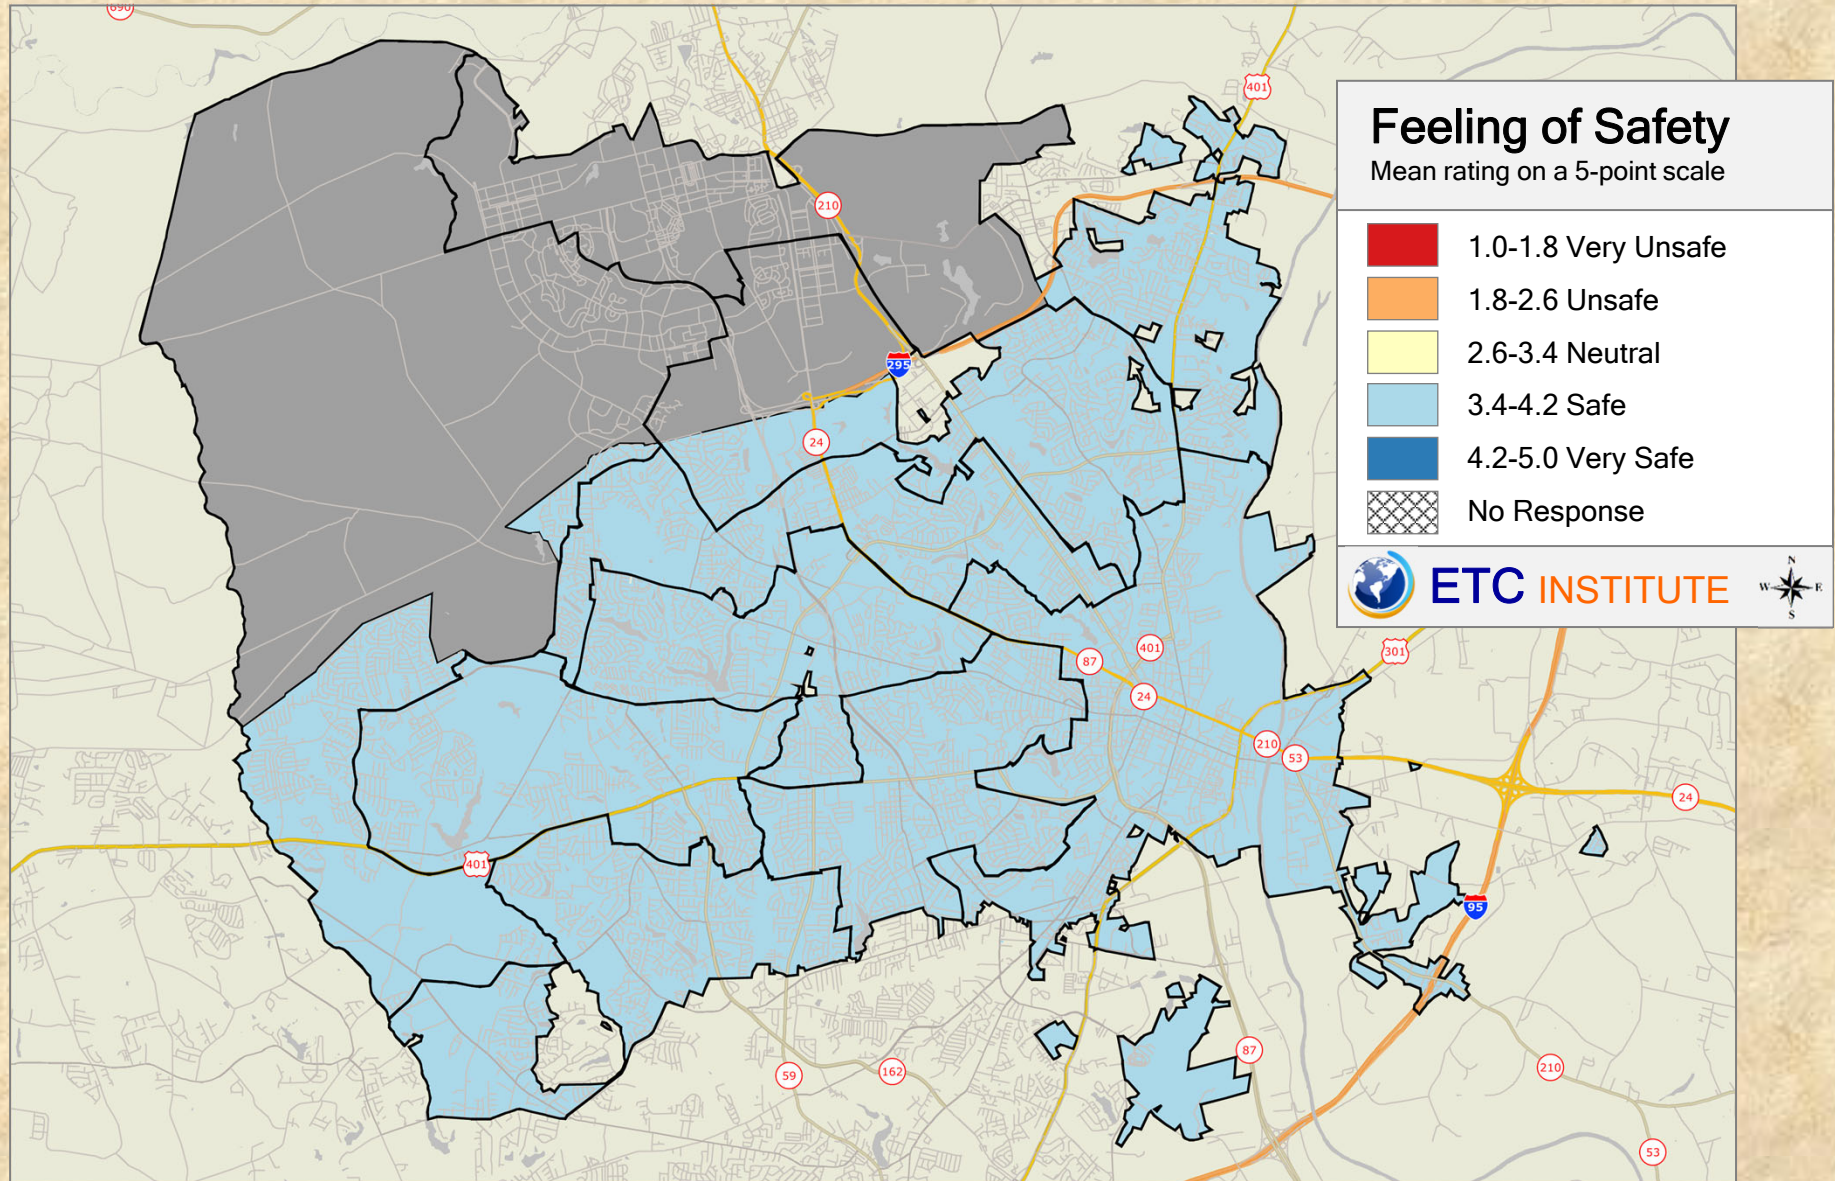 690
401
Feeling of Safety
Mean rating on a 5-point scale
1.0-1.8 Very Unsafe
1.8-2.6 Unsafe
2.6-3.4 Neutral
3.4-4.2 Safe
4.2-5.0 Very Safe
No Response
ETC INSTITUTE
N
W E
S
210
295
24
401
87
301
24
210
53
24
401
95
87
59
162
210
53